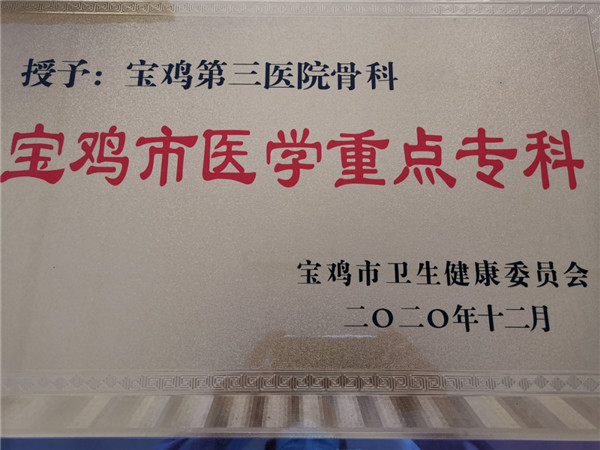 授予：宝鸡第三医院骨科
宝鸡市医学重点专科
宝鸡市卫生健康委员会
二〇二〇年十二月